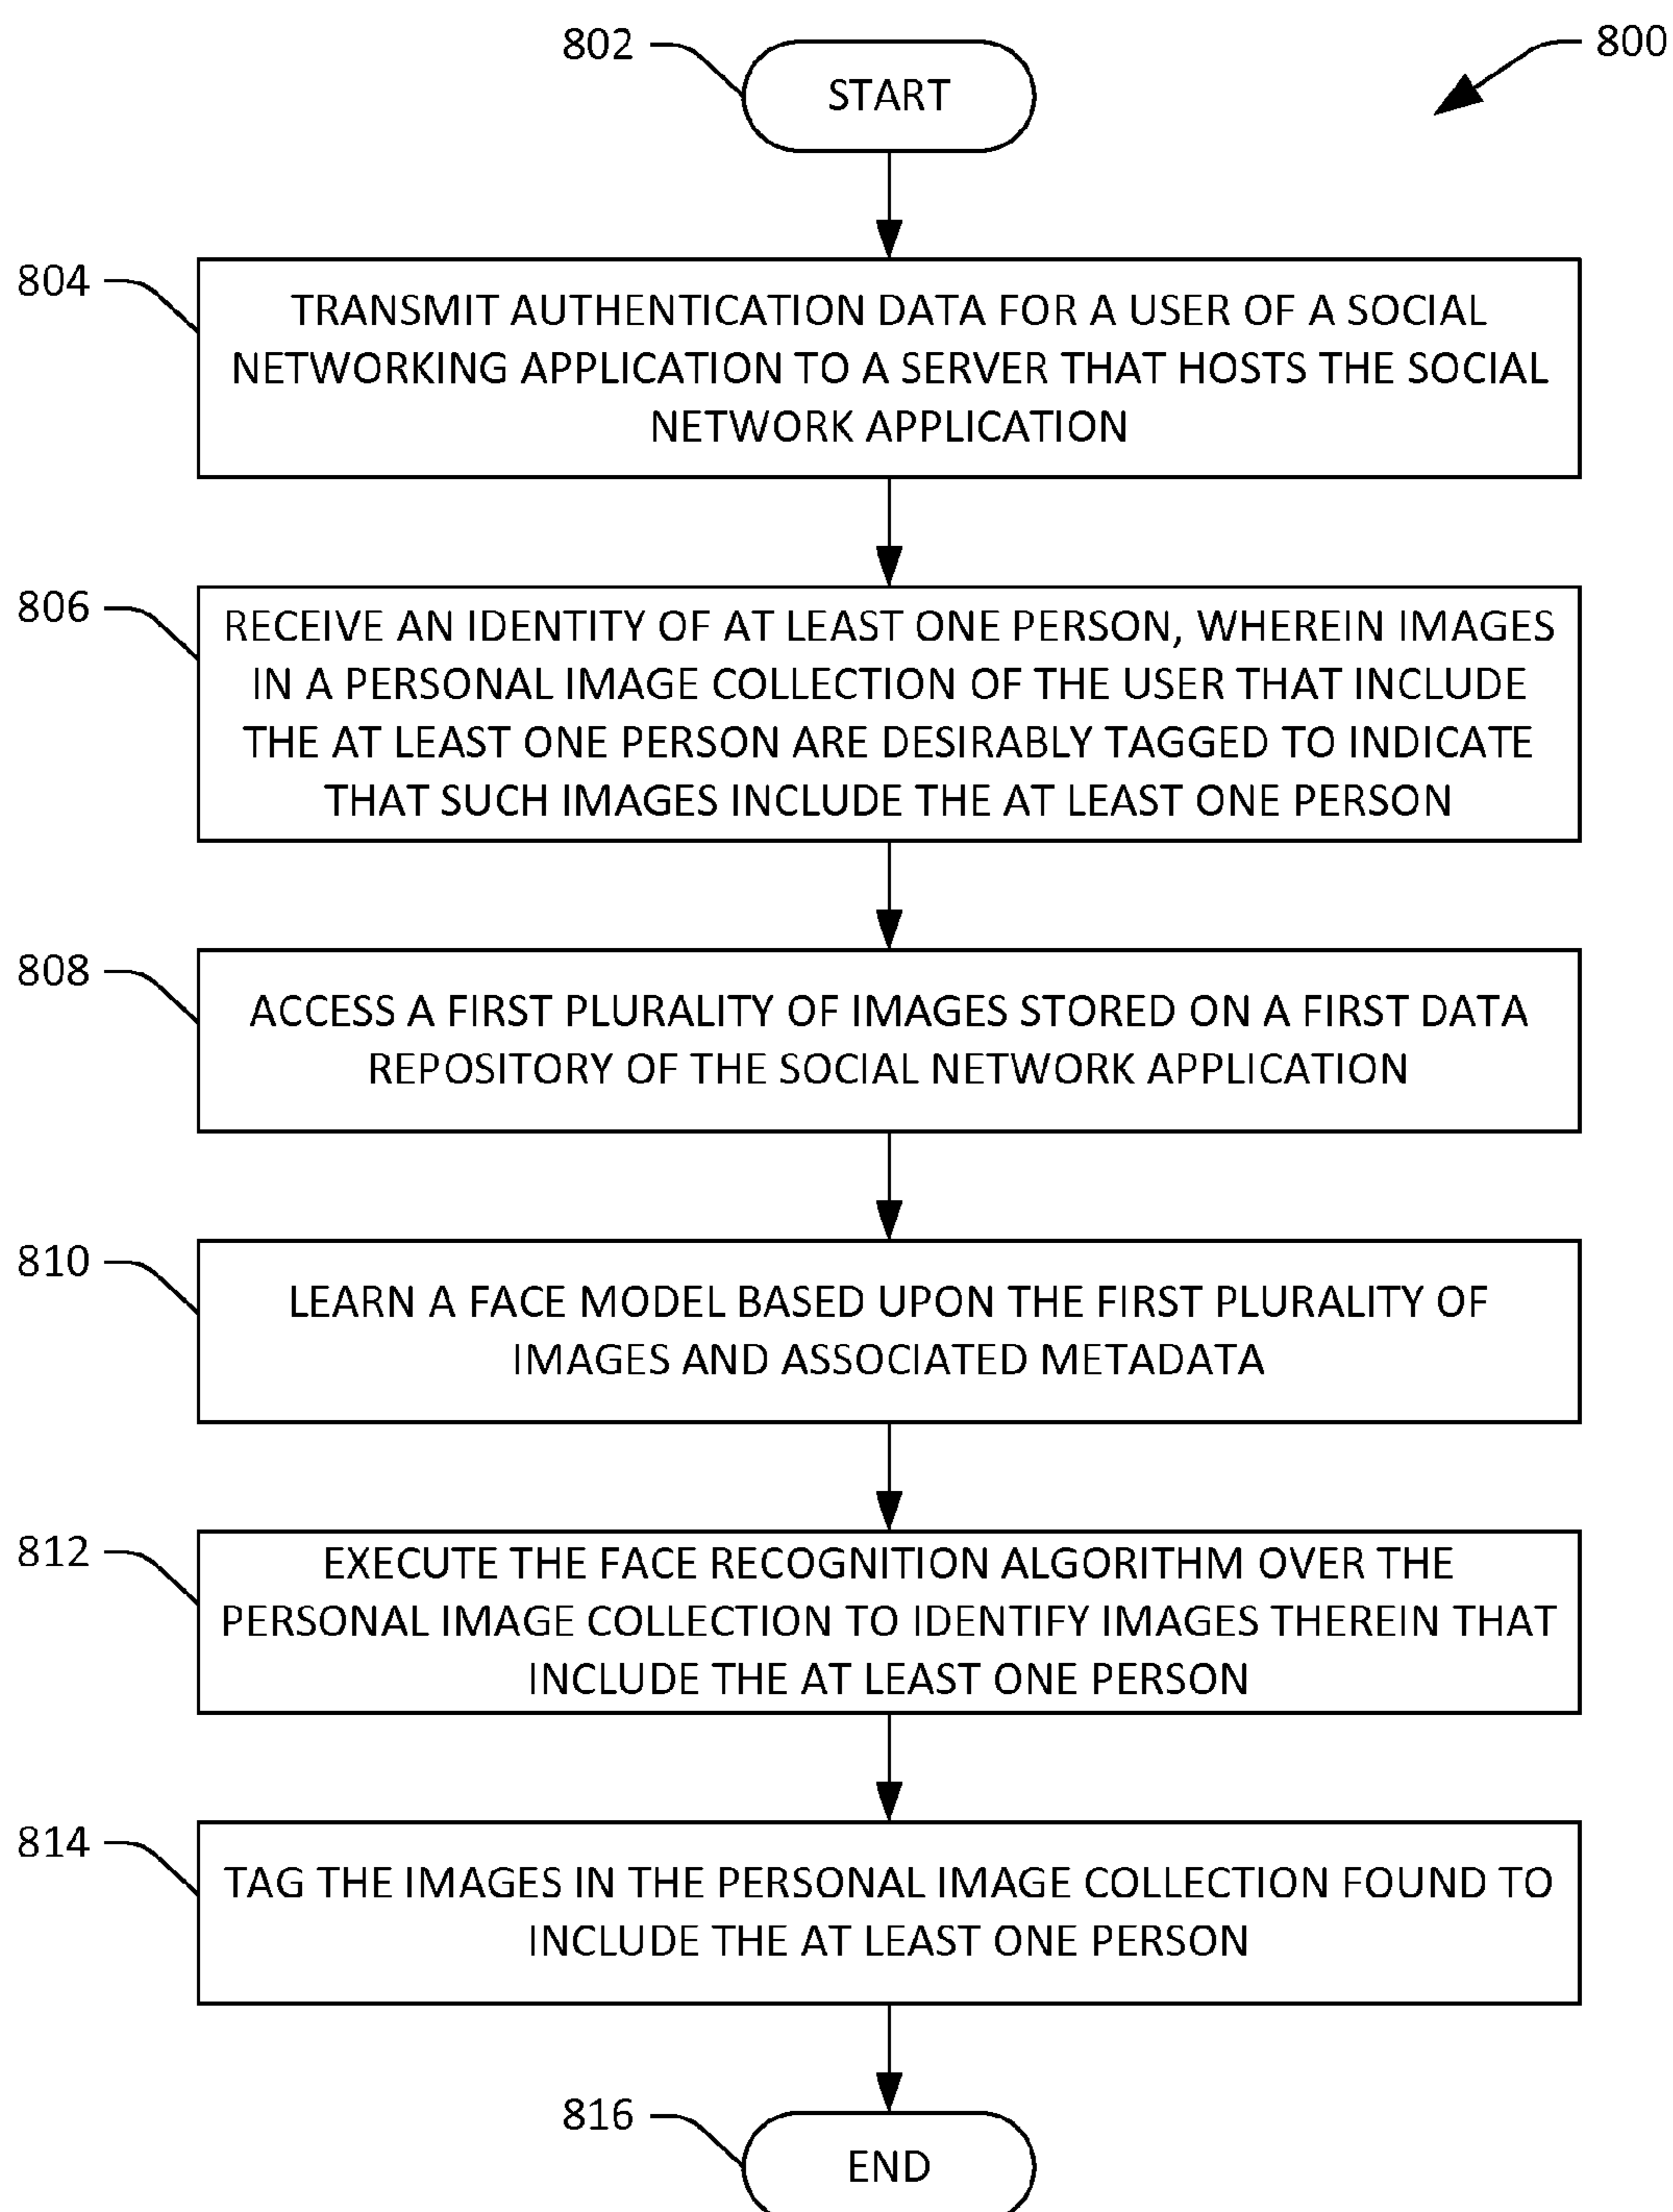 802
800
START
804
TRANSMIT AUTHENTICATION DATA FOR A USER OF A SOCIAL
NETWORKING APPLICATION TO A SERVER THAT HOSTS THE SOCIAL
NETWORK APPLICATION
806
RECEIVE AN IDENTITY OF AT LEAST ONE PERSON, WHEREIN IMAGES
IN A PERSONAL IMAGE COLLECTION OF THE USER THAT INCLUDE
THE AT LEAST ONE PERSON ARE DESIRABLY TAGGED TO INDICATE
THAT SUCH IMAGES INCLUDE THE AT LEAST ONE PERSON
808
ACCESS A FIRST PLURALITY OF IMAGES STORED ON A FIRST DATA
REPOSITORY OF THE SOCIAL NETWORK APPLICATION
810
LEARN A FACE MODEL BASED UPON THE FIRST PLURALITY OF
IMAGES AND ASSOCIATED METADATA
812
EXECUTE THE FACE RECOGNITION ALGORITHM OVER THE
PERSONAL IMAGE COLLECTION TO IDENTIFY IMAGES THEREIN THAT
INCLUDE THE AT LEAST ONE PERSON
814
TAG THE IMAGES IN THE PERSONAL IMAGE COLLECTION FOUND TO
INCLUDE THE AT LEAST ONE PERSON
816
END